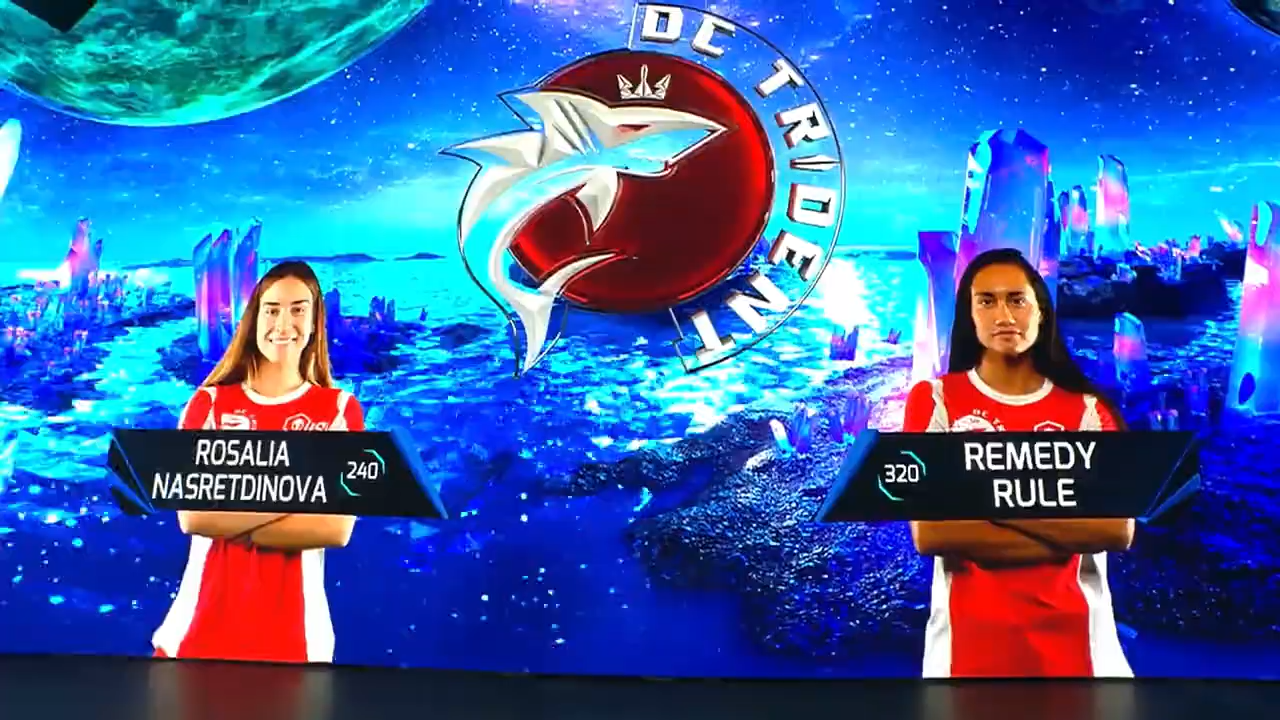 DC TRIDENT
ROSALIA
NASRETDINOVA
240
320
REMEDY
RULE